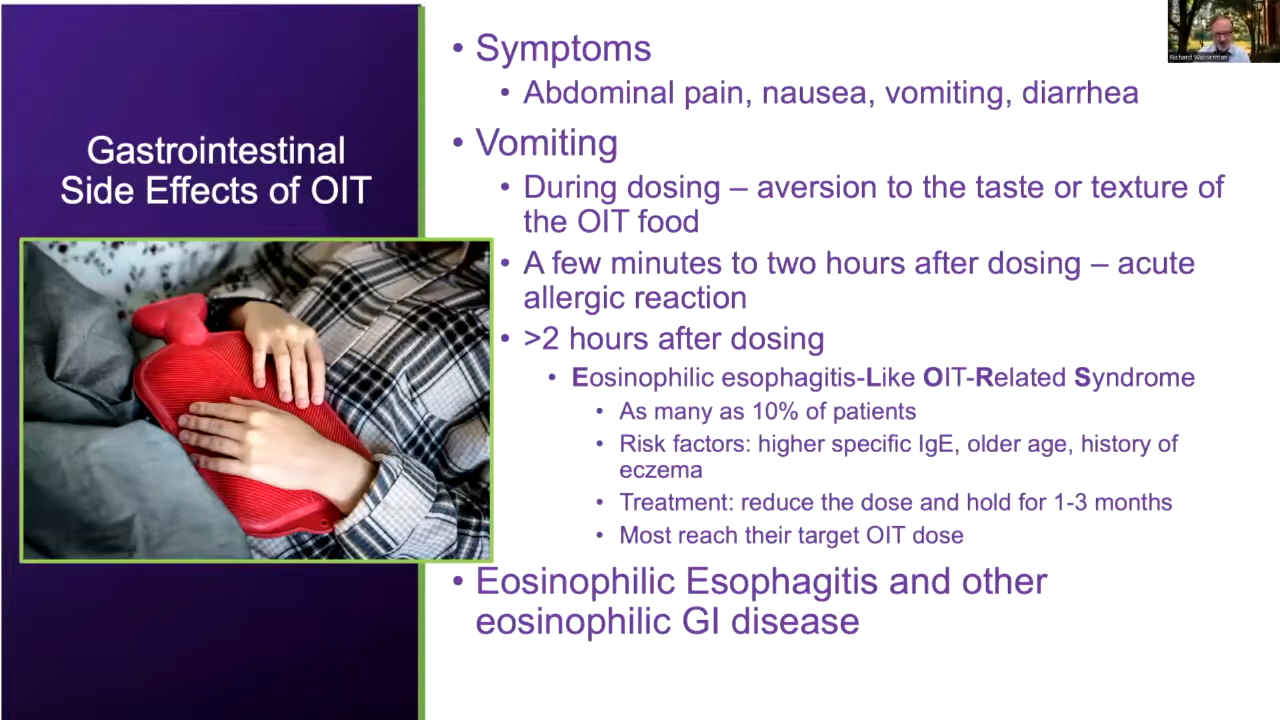 Gastrointestinal
Side Effects of OIT
• Symptoms
• Abdominal pain, nausea, vomiting, diarrhea
• Vomiting
• During dosing – aversion to the taste or texture of
the OIT food
• A few minutes to two hours after dosing – acute
allergic reaction
• >2 hours after dosing
• Eosinophilic esophagitis-Like OIT-Related Syndrome
• As many as 10% of patients
• Risk factors: higher specific IgE, older age, history of
eczema
• Treatment: reduce the dose and hold for 1-3 months
• Most reach their target OIT dose
• Eosinophilic Esophagitis and other
eosinophilic GI disease
Richard Wasserman